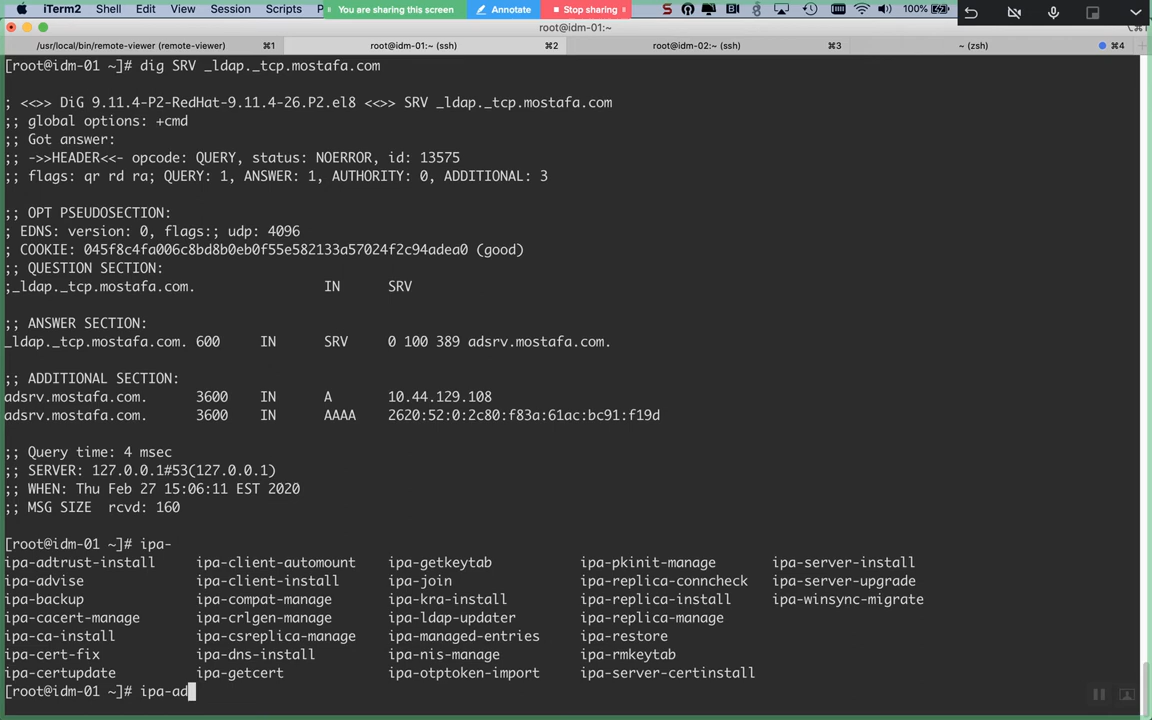 iTerm2 Shell Edit View Session Scripts P You are sharing this screen Annotate Stop sharing 100%
root@idm-01:~
/usr/local/bin/remote-viewer (remote-viewer) ⌘1 root@idm-01:~ (ssh) ⌘2 root@idm-02:~ (ssh) ⌘3 ~ (zsh) ⌘4
[root@idm-01 ~]# dig SRV _ldap._tcp.mostafa.com
; <<>> DiG 9.11.4-P2-RedHat-9.11.4-26.P2.el8 <<>> SRV _ldap._tcp.mostafa.com
;; global options: +cmd
;; Got answer:
;; ->>HEADER<<- opcode: QUERY, status: NOERROR, id: 13575
;; flags: qr rd ra; QUERY: 1, ANSWER: 1, AUTHORITY: 0, ADDITIONAL: 3
;; OPT PSEUDOSECTION:
; EDNS: version: 0, flags:; udp: 4096
; COOKIE: 045f8c4fa006c8bd8b0eb0f55e582133a57024f2c94adea0 (good)
;; QUESTION SECTION:
;_ldap._tcp.mostafa.com. IN SRV
;; ANSWER SECTION:
_ldap._tcp.mostafa.com. 600 IN SRV 0 100 389 adsrv.mostafa.com.
;; ADDITIONAL SECTION:
adsrv.mostafa.com. 3600 IN A 10.44.129.108
adsrv.mostafa.com. 3600 IN AAAA 2620:52:0:2c80:f83a:61ac:bc91:f19d
;; Query time: 4 msec
;; SERVER: 127.0.0.1#53(127.0.0.1)
;; WHEN: Thu Feb 27 15:06:11 EST 2020
;; MSG SIZE rcvd: 160
[root@idm-01 ~]# ipa-
ipa-adtrust-install ipa-client-automount ipa-getkeytab ipa-pkinit-manage ipa-server-install
ipa-advise ipa-client-install ipa-join ipa-replica-conncheck ipa-server-upgrade
ipa-backup ipa-compat-manage ipa-kra-install ipa-replica-install ipa-winsync-migrate
ipa-cacert-manage ipa-crlgen-manage ipa-ldap-updater ipa-replica-manage
ipa-ca-install ipa-csreplica-manage ipa-managed-entries ipa-restore
ipa-cert-fix ipa-dns-install ipa-nis-manage ipa-rmkeytab
ipa-certupdate ipa-getcert ipa-otptoken-import ipa-server-certinstall
[root@idm-01 ~]# ipa-ad